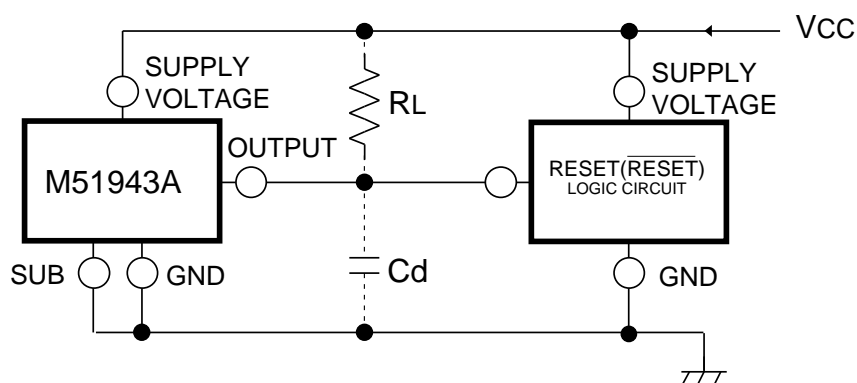 VCC
SUPPLY
VOLTAGE
SUPPLY
VOLTAGE
RL
OUTPUT
M51943A
RESET(RESET)
LOGIC CIRCUIT
SUB
GND
Cd
GND